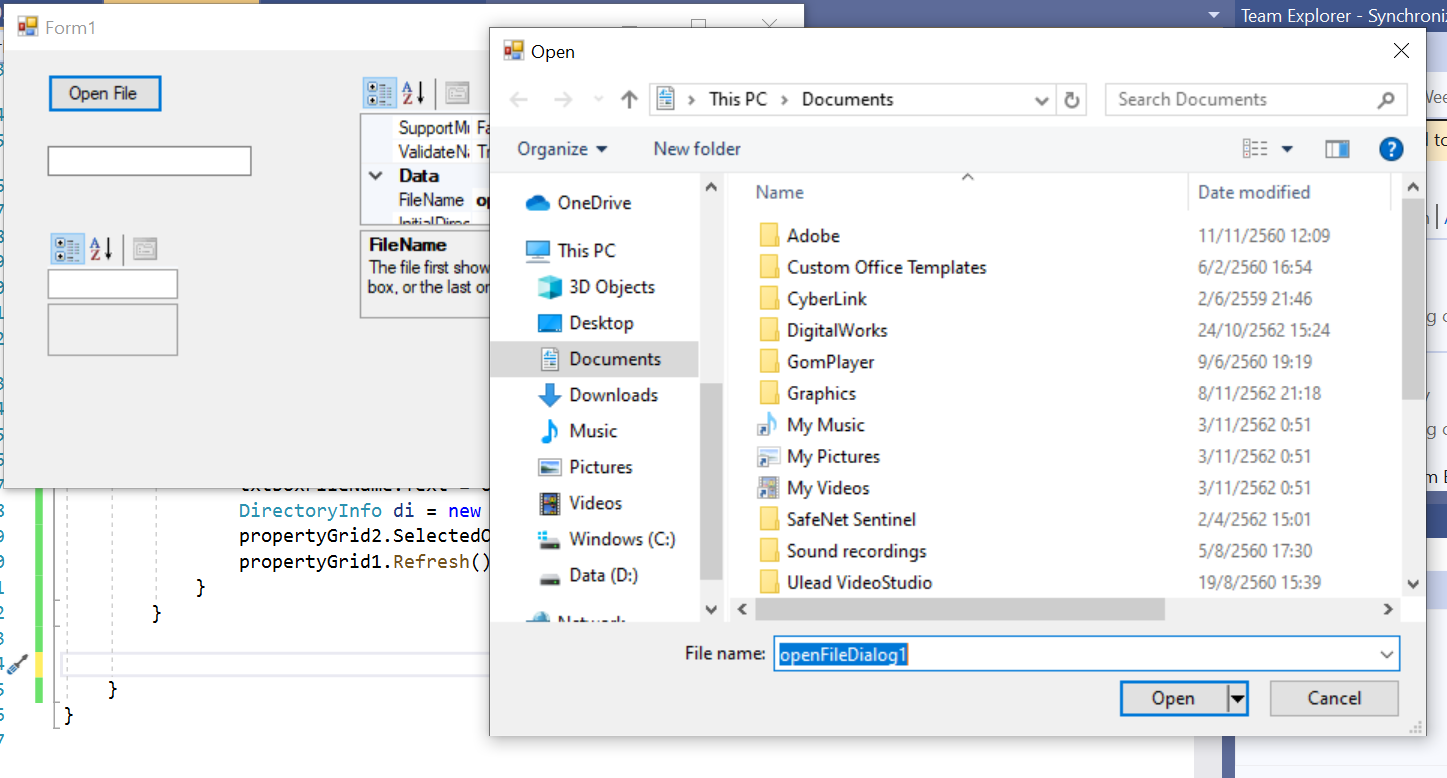 Form1
Team Explorer - Synchroni
Open
Open File
This PC
Documents
Search Documents
Organize
New folder
SupportMu Fa
ValidateNa Tr
Data
FileName op
InitialDirec
FileName
The file first show
box, or the last on
OneDrive
This PC
3D Objects
Desktop
Documents
Downloads
Music
Pictures
Videos
Windows (C:)
Data (D:)
Network
Name
Date modified
Adobe 11/11/2560 12:09
Custom Office Templates 6/2/2560 16:54
CyberLink 2/6/2559 21:46
DigitalWorks 24/10/2562 15:24
GomPlayer 9/6/2560 19:19
Graphics 8/11/2562 21:18
My Music 3/11/2562 0:51
My Pictures 3/11/2562 0:51
My Videos 3/11/2562 0:51
SafeNet Sentinel 2/4/2562 15:01
Sound recordings 5/8/2560 17:30
Ulead VideoStudio 19/8/2560 15:39
File name: openFileDialog1
Open
Cancel
txtBoxFileName.Text =
DirectoryInfo di = new
propertyGrid2.SelectedO
propertyGrid1.Refresh()
}
}
}
}